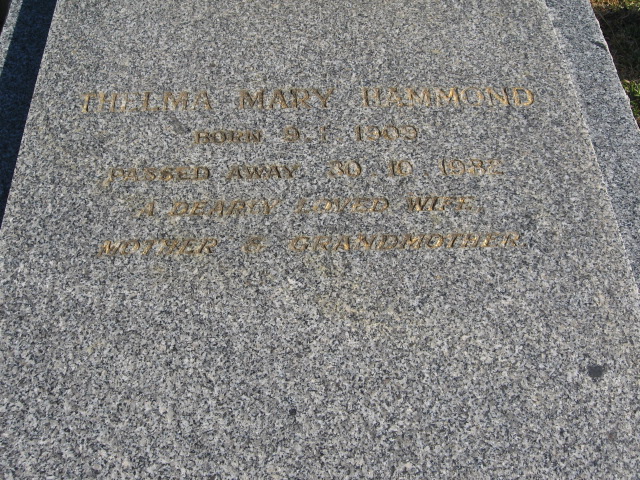 THELMA MARY HAMMOND
BORN 9. 1. 1909
PASSED AWAY 30 10 1982
A DEARLY LOVED WIFE,
MOTHER & GRANDMOTHER